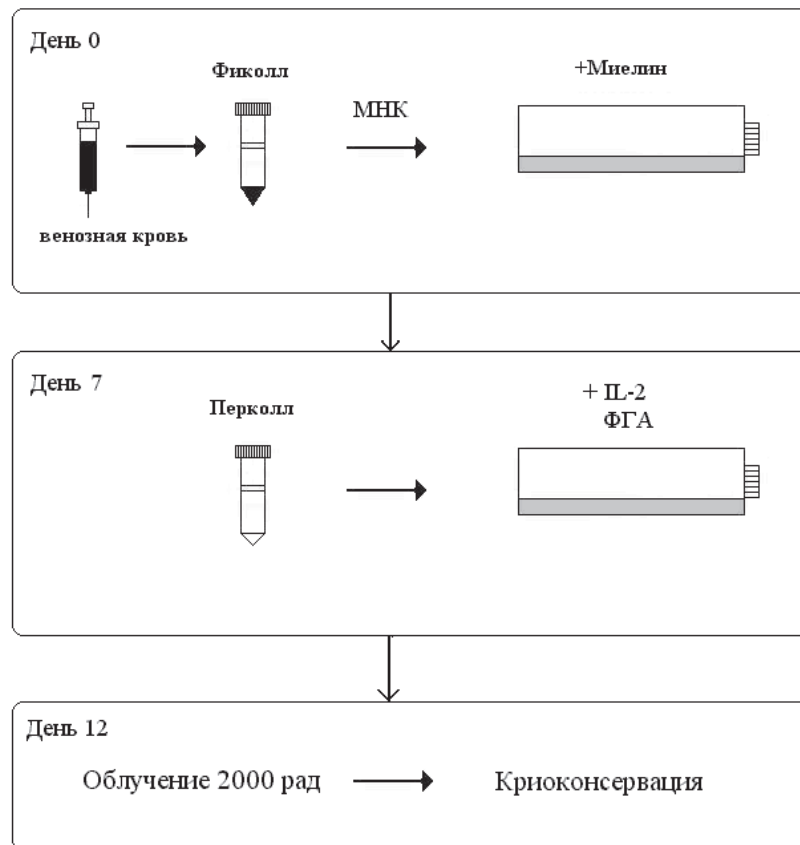 День 0
Фиколл
МНК
+Миелин
венозная кровь
День 7
Перколл
+ IL-2
ФГА
День 12
Облучение 2000 рад
Криоконсервация